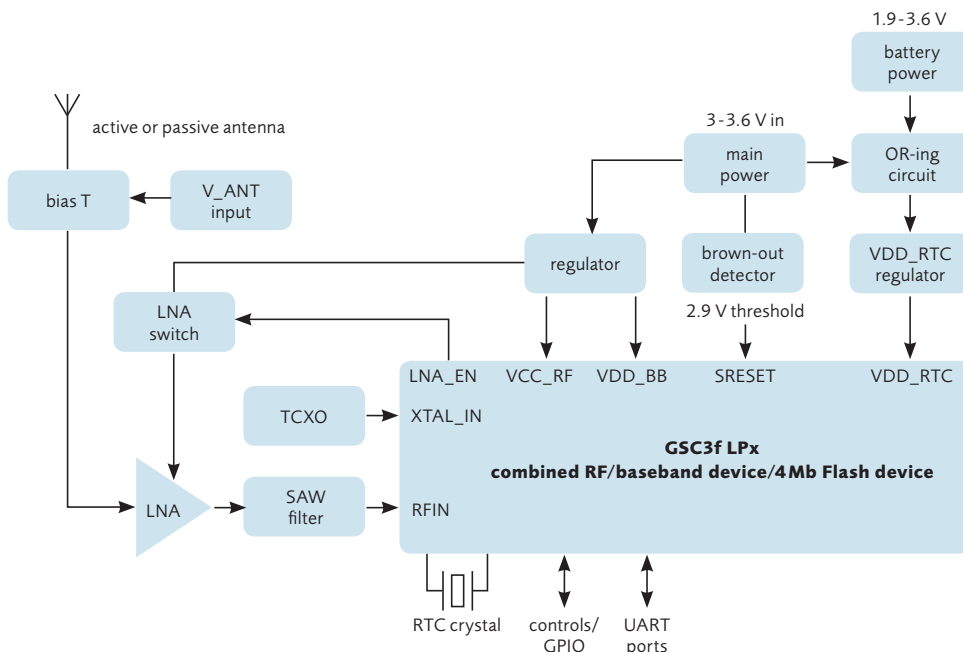 1.9-3.6 V
battery
power
active or passive antenna
3-3.6 V in
main
power
OR-ing
circuit
bias T
V_ANT
input
regulator
brown-out
detector
VDD_RTC
regulator
LNA
switch
2.9 V threshold
LNA_EN
VCC_RF
VDD_BB
SRESET
VDD_RTC
TCXO
XTAL_IN
GSC3f LPx
combined RF/baseband device/4Mb Flash device
LNA
SAW
filter
RFIN
RTC crystal
controls/
GPIO
UART
ports